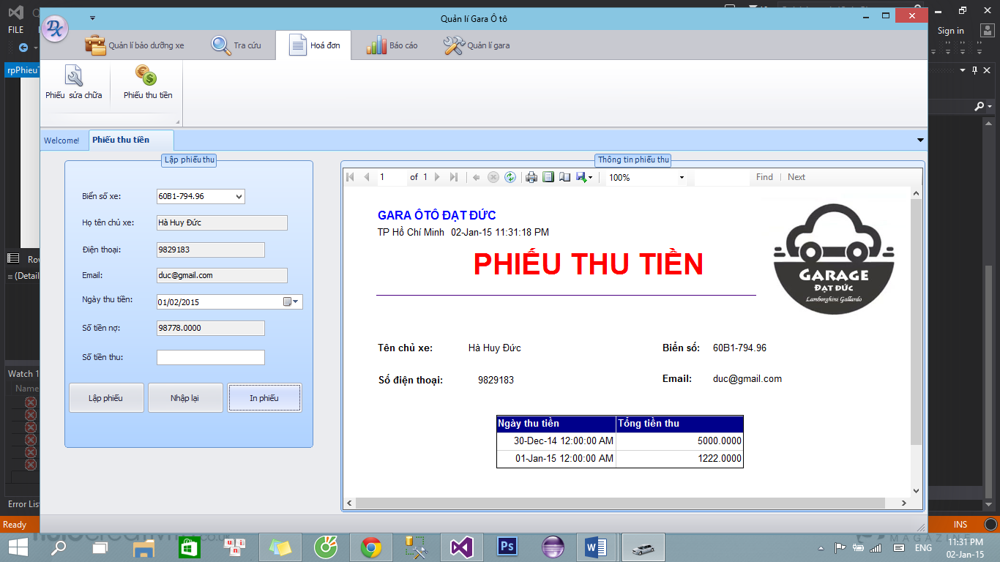 Quản lí Gara Ô tô
FILE
Sign in
Quản lí bảo dưỡng xe
Tra cứu
Hoá đơn
Báo cáo
Quản lí gara
rpPhieuT
Phiếu sửa chữa
Phiếu thu tiền
Welcome!
Phiếu thu tiền
Lập phiếu thu
Thông tin phiếu thu
1 of 1
100%
Find
Next
Biển số xe: 60B1-794.96
Họ tên chủ xe: Hà Huy Đức
Điện thoại: 9829183
Email: duc@gmail.com
Ngày thu tiền: 01/02/2015
Số tiền nợ: 98778.0000
Số tiền thu:
Lập phiếu
Nhập lại
In phiếu
GARA ÔTÔ ĐẠT ĐỨC
TP Hồ Chí Minh 02-Jan-15 11:31:18 PM
PHIẾU THU TIỀN
GARAGE
ĐẠT ĐỨC
Lamborghini Gallardo
Tên chủ xe: Hà Huy Đức
Biển số: 60B1-794.96
Số điện thoại: 9829183
Email: duc@gmail.com
Ngày thu tiền Tổng tiền thu
30-Dec-14 12:00:00 AM 5000.0000
01-Jan-15 12:00:00 AM 1222.0000
Row
(Detail
Watch 1
Name
Error List
Ready
INS
MAGAZINE
ENG
11:31 PM
02-Jan-15